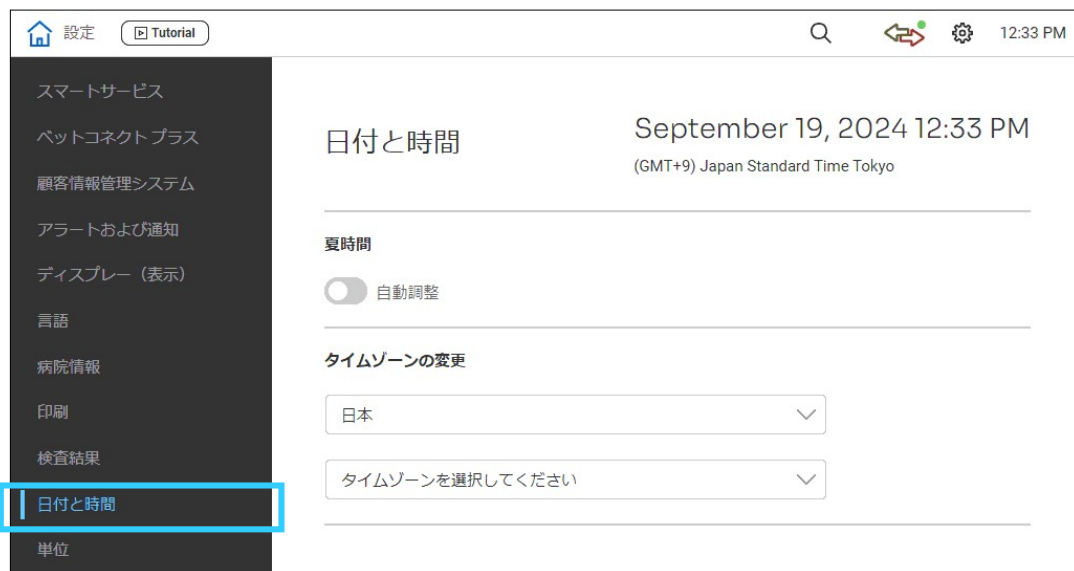 設定
Tutorial
12:33 PM
スマートサービス
ベットコネクト プラス
顧客情報管理システム
アラートおよび通知
ディスプレー（表示）
言語
病院情報
印刷
検査結果
日付と時間
単位
日付と時間
September 19, 2024 12:33 PM
(GMT+9) Japan Standard Time Tokyo
夏時間
自動調整
タイムゾーンの変更
日本
タイムゾーンを選択してください